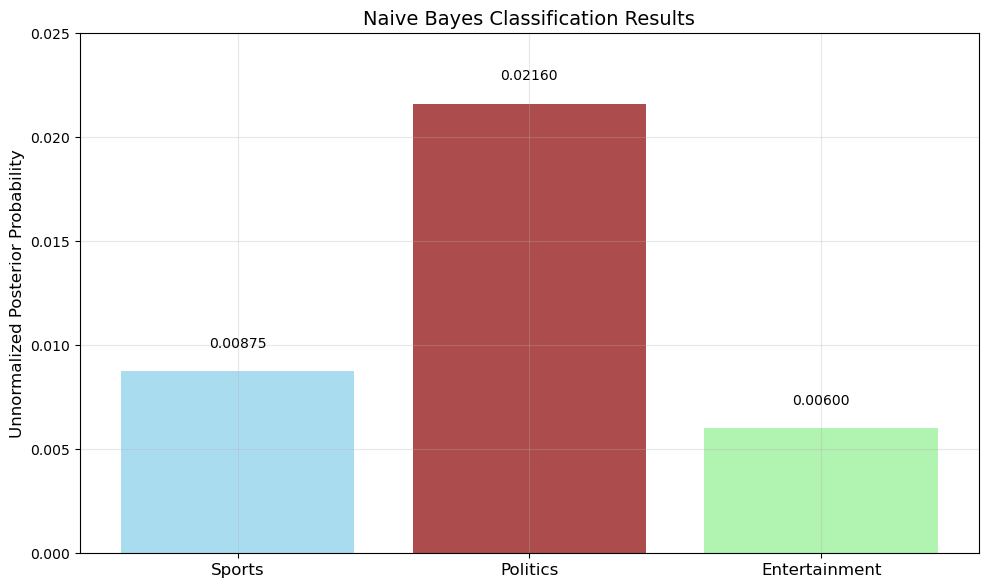 Naive Bayes Classification Results
Unnormalized Posterior Probability
0.025
0.020
0.015
0.010
0.005
0.000
0.00875
0.02160
0.00600
Sports
Politics
Entertainment